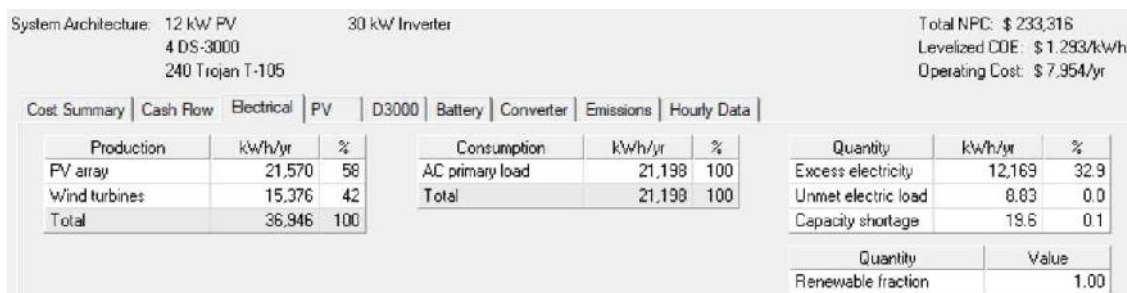 System Architecture: 12 kW PV 30 kW Inverter Total NPC: $ 233,316
4 DS-3000 Levelized COE: $ 1.293/kWh
240 Trojan T-105 Operating Cost: $ 7,954/yr
Cost Summary Cash Flow Electrical PV D3000 Battery Converter Emissions Hourly Data
Production kWh/yr % Consumption kWh/yr % Quantity kWh/yr %
PV array 21,570 58 AC primary load 21,198 100 Excess electricity 12,169 32.9
Wind turbines 15,376 42 Total 21,198 100 Unmet electric load 8.83 0.0
Total 36,946 100 Capacity shortage 19.6 0.1
Quantity Value
Renewable fraction 1.00